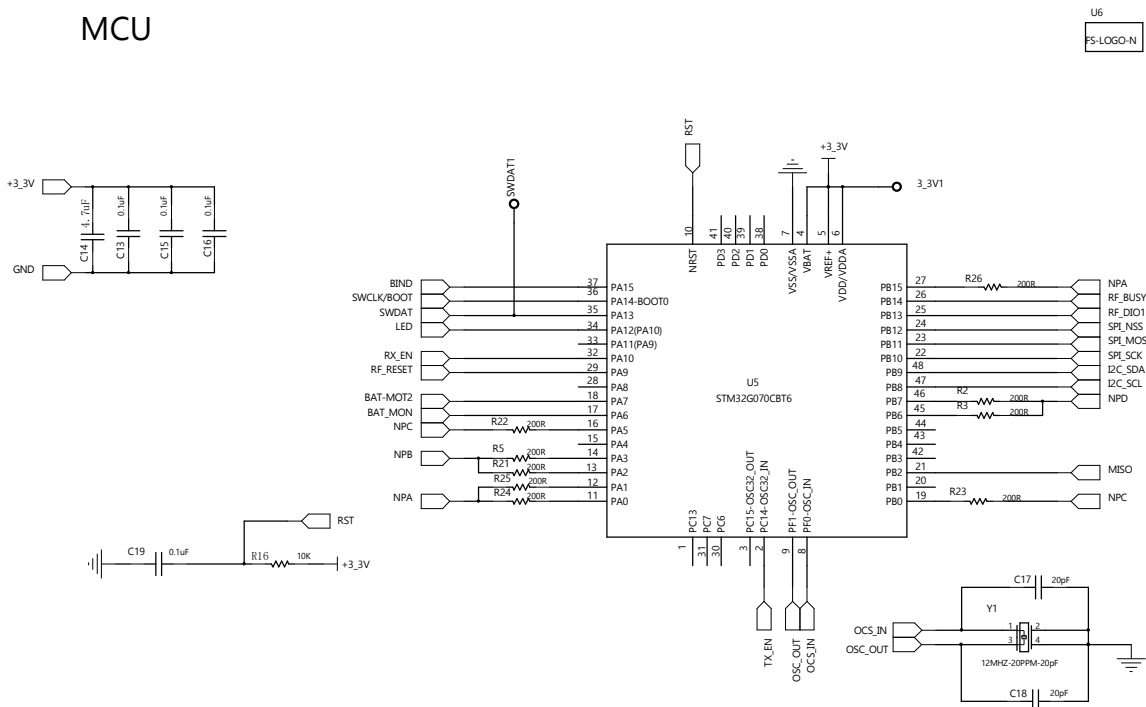 MCU
U6
FS-LOGO-N
+3_3V
GND
C14
4.7uF
C13
0.1uF
C15
0.1uF
C16
0.1uF
SWDAT1
RST
+3_3V
3_3V1
10
41
40
39
38
7
4
5
6
NRST
PD3
PD2
PD1
PD0
VSS/VSSA
VBAT
VREF+
VDD/VDDA
BIND 37 PA15
SWCLK/BOOT 36 PA14-BOOT0
SWDAT 35 PA13
LED 34 PA12(PA10)
33 PA11(PA9)
RX_EN 32 PA10
RF_RESET 29 PA9
28 PA8
BAT-MOT2 18 PA7
BAT_MON 17 PA6
NPC R22 200R 16 PA5
15 PA4
NPB R5 200R 14 PA3
R21 200R 13 PA2
R25 200R 12 PA1
NPA R24 200R 11 PA0
U5
STM32G070CBT6
PB15 27 R26 200R NPA
PB14 26 RF_BUSY
PB13 25 RF_DIO1
PB12 24 SPI_NSS
PB11 23 SPI_MOS
PB10 22 SPI_SCK
PB9 48 I2C_SDA
PB8 47 I2C_SCL
PB7 46 R2 200R NPD
PB6 45 R3 200R
PB5 44
PB4 43
PB3 42
PB2 21 MISO
PB1 20
PB0 19 R23 200R NPC
PC13
PC7
PC6
PC15-OSC32_OUT
PC14-OSC32_IN
PF1-OSC_OUT
PF0-OSC_IN
1
31
30
3
2
9
8
TX_EN
OSC_OUT
OCS_IN
RST
C19 0.1uF R16 10K +3_3V
C17 20pF
Y1
OCS_IN 1 2
OSC_OUT 3 4
12MHZ-20PPM-20pF
C18 20pF